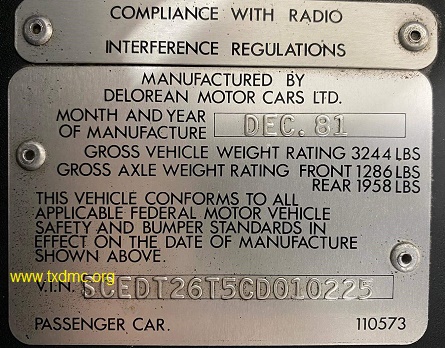 COMPLIANCE WITH RADIO
INTERFERENCE REGULATIONS
MANUFACTURED BY
DELOREAN MOTOR CARS LTD.
MONTH AND YEAR
OF MANUFACTURE DEC. 81
GROSS VEHICLE WEIGHT RATING 3244 LBS
GROSS AXLE WEIGHT RATING FRONT 1286 LBS
REAR 1958 LBS
THIS VEHICLE CONFORMS TO ALL
APPLICABLE FEDERAL MOTOR VEHICLE
SAFETY AND BUMPER STANDARDS IN
EFFECT ON THE DATE OF MANUFACTURE
SHOWN ABOVE.
www.txdmc.org
V.I.N. SCEDT26T5CD010225
PASSENGER CAR. 110573